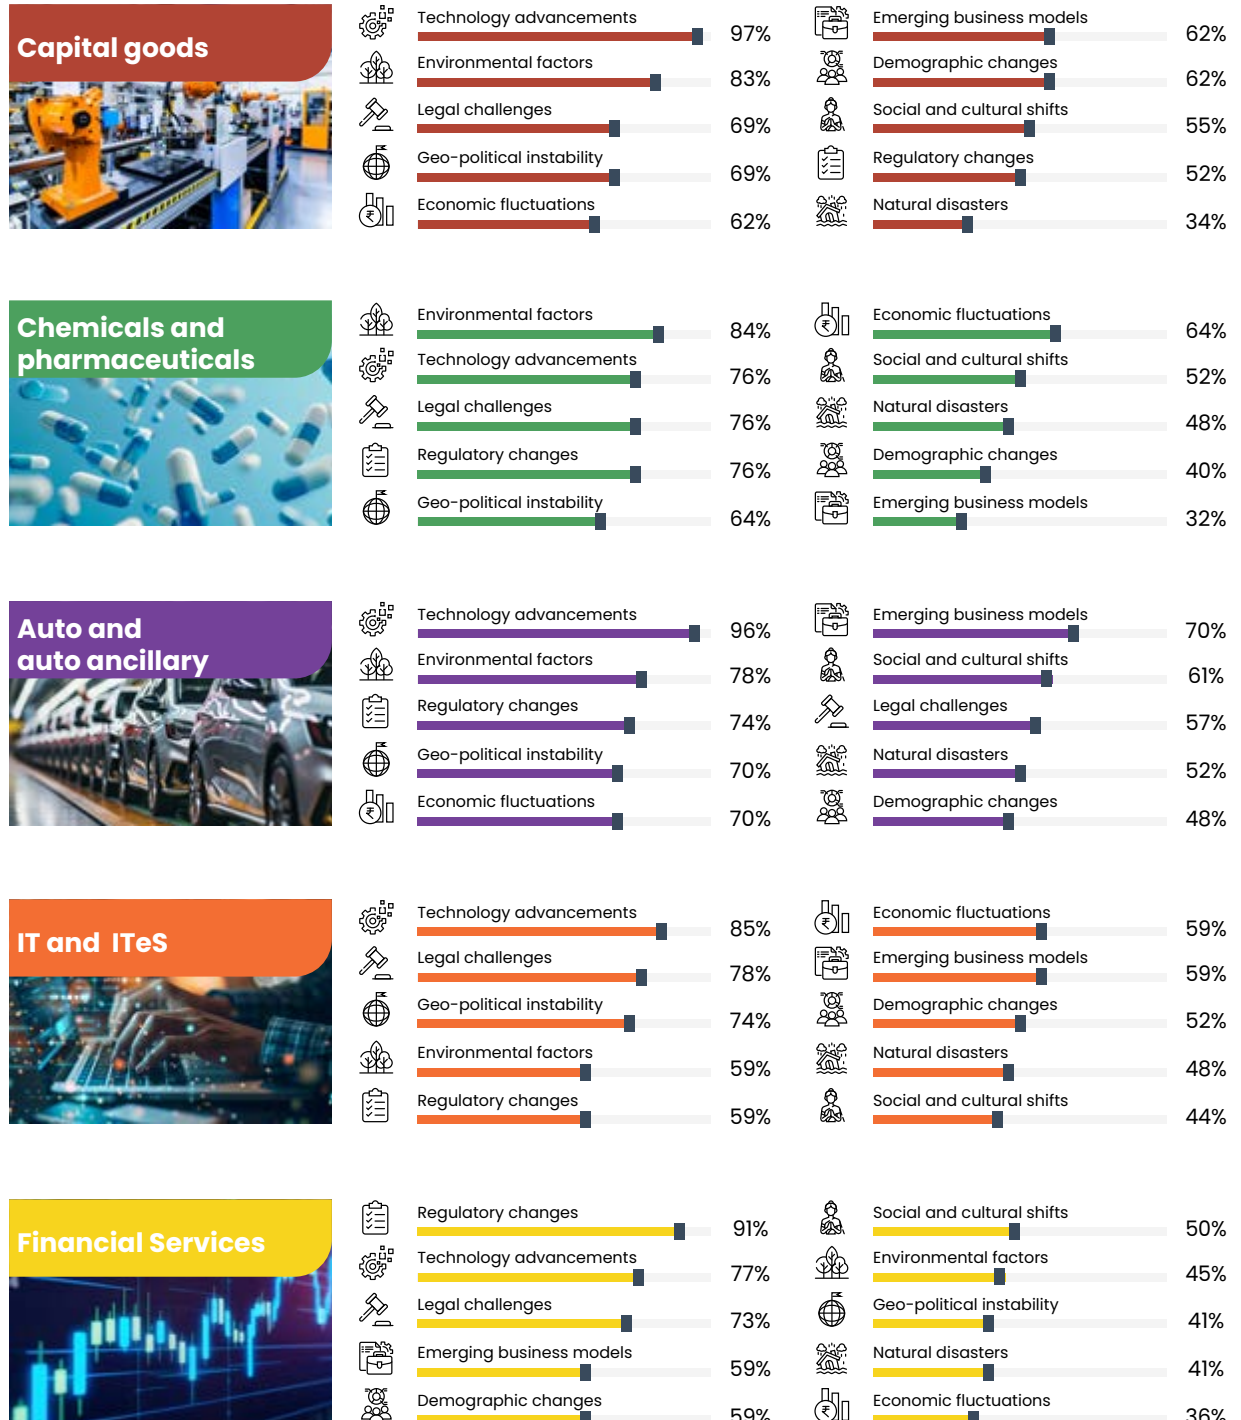 Capital goods
Technology advancements
97%
Environmental factors
83%
Legal challenges
69%
Geo-political instability
69%
Economic fluctuations
62%
Emerging business models
62%
Demographic changes
62%
Social and cultural shifts
55%
Regulatory changes
52%
Natural disasters
34%
Chemicals and
pharmaceuticals
Environmental factors
84%
Technology advancements
76%
Legal challenges
76%
Regulatory changes
76%
Geo-political instability
64%
Economic fluctuations
64%
Social and cultural shifts
52%
Natural disasters
48%
Demographic changes
40%
Emerging business models
32%
Auto and
auto ancillary
Technology advancements
96%
Environmental factors
78%
Regulatory changes
74%
Geo-political instability
70%
Economic fluctuations
70%
Emerging business models
70%
Social and cultural shifts
61%
Legal challenges
57%
Natural disasters
52%
Demographic changes
48%
IT and ITeS
Technology advancements
85%
Legal challenges
78%
Geo-political instability
74%
Environmental factors
59%
Regulatory changes
59%
Economic fluctuations
59%
Emerging business models
59%
Demographic changes
52%
Natural disasters
48%
Social and cultural shifts
44%
Financial Services
Regulatory changes
91%
Technology advancements
77%
Legal challenges
73%
Emerging business models
59%
Demographic changes
59%
Social and cultural shifts
50%
Environmental factors
45%
Geo-political instability
41%
Natural disasters
41%
Economic fluctuations
36%